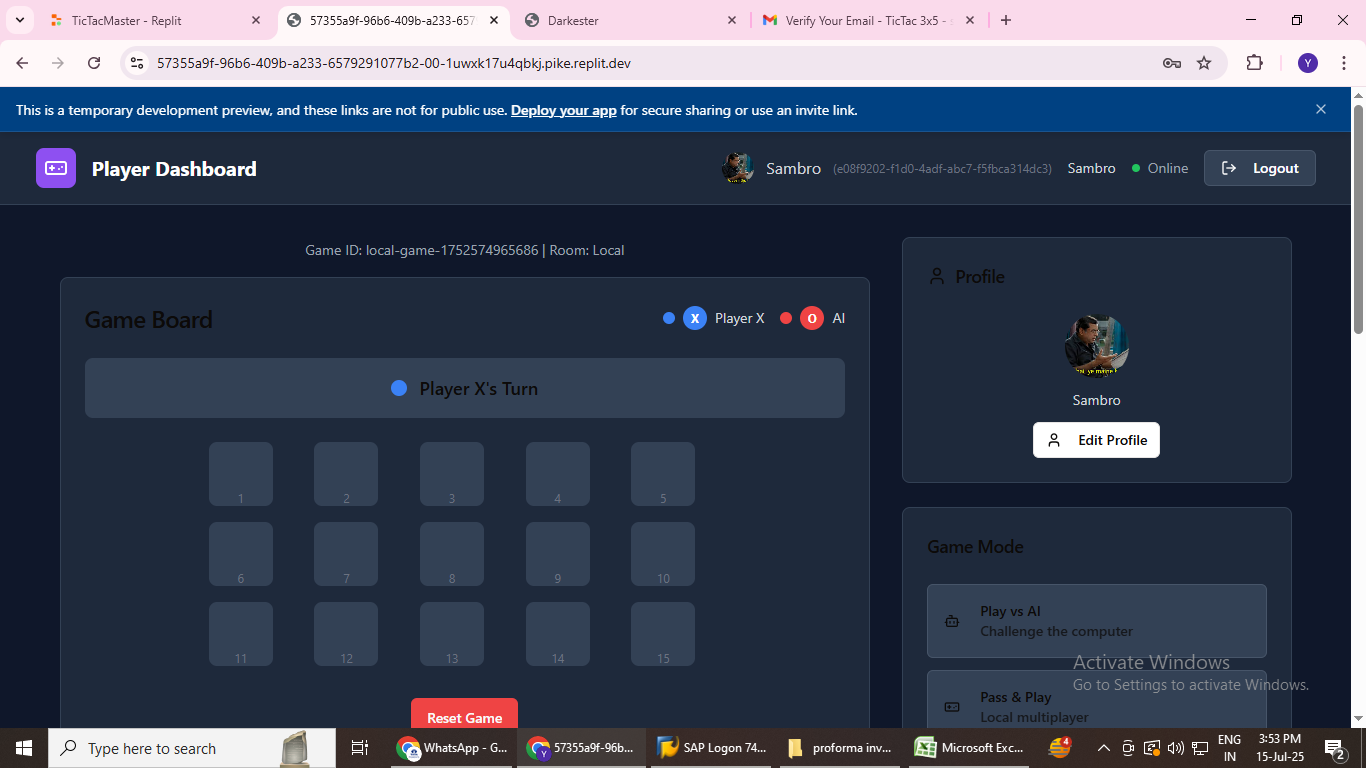 TicTacMaster - Replit
57355a9f-96b6-409b-a233-657
Darkester
Verify Your Email - TicTac 3x5 -
57355a9f-96b6-409b-a233-6579291077b2-00-1uwxk17u4qbkj.pike.replit.dev
Y
This is a temporary development preview, and these links are not for public use. Deploy your app for secure sharing or use an invite link.
Player Dashboard
Sambro (e08f9202-f1d0-4adf-abc7-f5fbca314dc3) Sambro Online Logout
Game ID: local-game-1752574965686 | Room: Local
Game Board
X Player X O AI
Player X's Turn
1 2 3 4 5
6 7 8 9 10
11 12 13 14 15
Reset Game
Profile
Sambro
Edit Profile
Game Mode
Play vs AI
Challenge the computer
Pass & Play
Local multiplayer
Activate Windows
Go to Settings to activate Windows.
Type here to search
WhatsApp - G...
57355a9f-96b...
SAP Logon 74...
proforma inv...
Microsoft Exc...
4
ENG
IN
3:53 PM
15-Jul-25
2